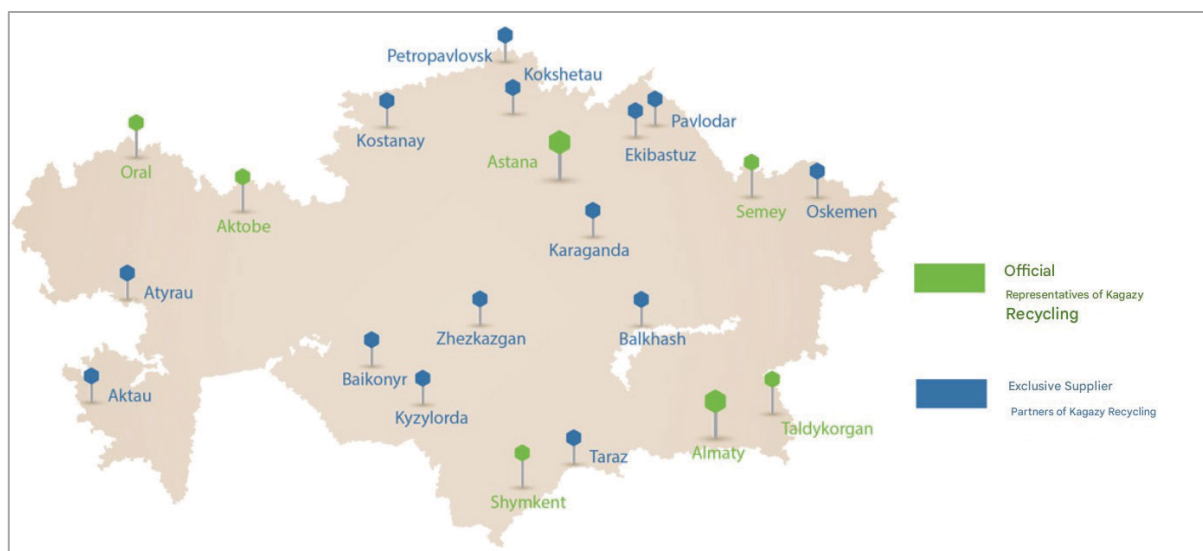 Petropavlovsk
Kokshetau
Kostanay
Pavlodar
Ekibastuz
Astana
Oral
Aktobe
Semey
Oskemen
Karaganda
Atyrau
Zhezkazgan
Balkhash
Baikonyr
Kyzylorda
Aktau
Taldykorgan
Almaty
Taraz
Shymkent
Official
Representatives of Kagazy
Recycling
Exclusive Supplier
Partners of Kagazy Recycling